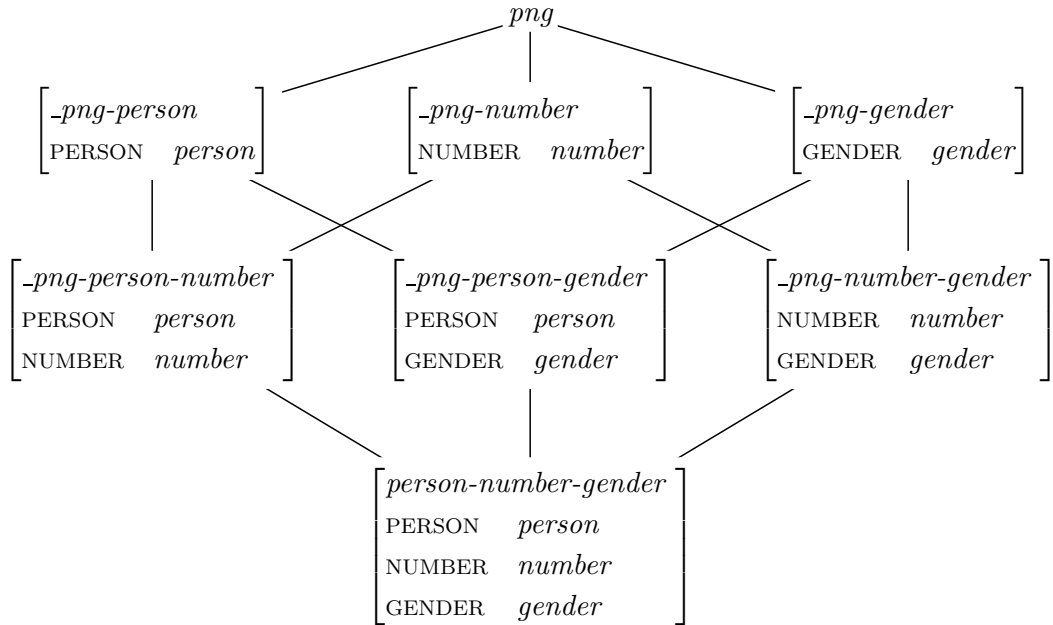 png
_png-person
PERSON person
_png-number
NUMBER number
_png-gender
GENDER gender
_png-person-number
PERSON person
NUMBER number
_png-person-gender
PERSON person
GENDER gender
_png-number-gender
NUMBER number
GENDER gender
person-number-gender
PERSON person
NUMBER number
GENDER gender